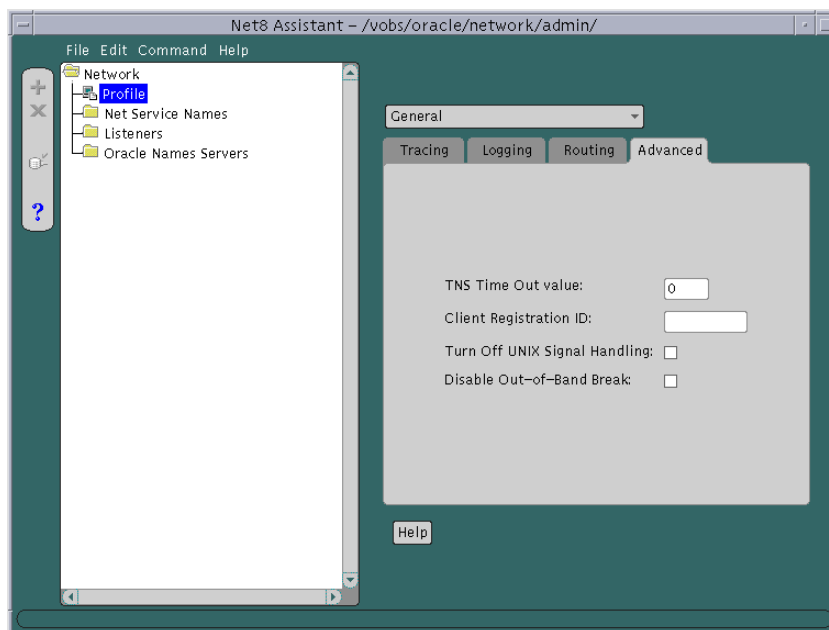 Net8 Assistant – /vobs/oracle/network/admin/
File Edit Command Help
Network
Profile
Net Service Names
Listeners
Oracle Names Servers
General
Tracing Logging Routing Advanced
TNS Time Out value: 0
Client Registration ID:
Turn Off UNIX Signal Handling:
Disable Out–of–Band Break:
?
Help